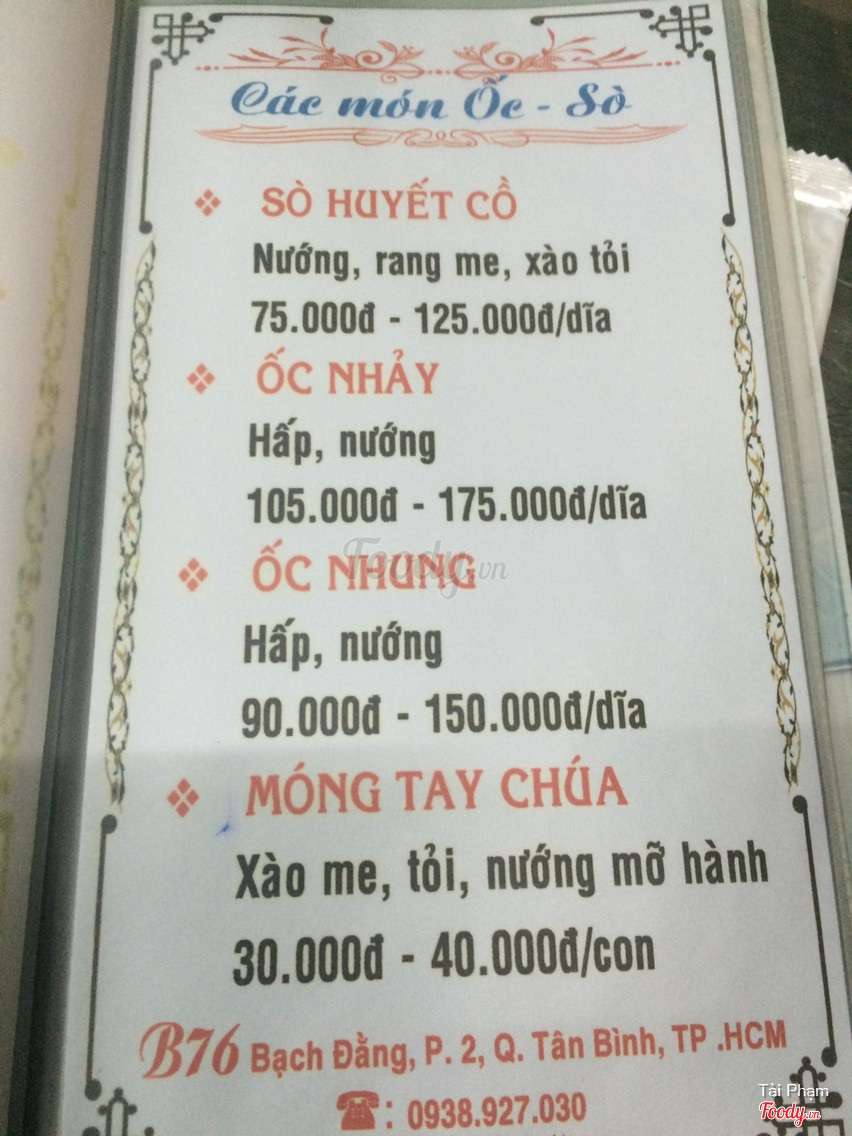 Các món Ốc - Sò
SÒ HUYẾT CỒ
Nướng, rang me, xào tỏi
75.000đ - 125.000đ/dĩa
ỐC NHẢY
Hấp, nướng
105.000đ - 175.000đ/dĩa
ỐC NHUNG
Foody.vn
Hấp, nướng
90.000đ - 150.000đ/dĩa
MÓNG TAY CHÚA
Xào me, tỏi, nướng mỡ hành
30.000đ - 40.000đ/con
B76 Bạch Đằng, P. 2, Q. Tân Bình, TP .HCM
☎: 0938.927.030
Tài Phạm
Foody.vn